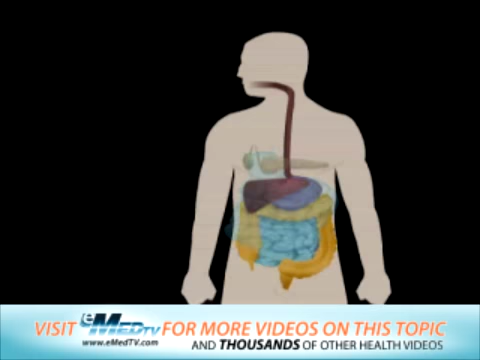 VISIT eMEDTV FOR MORE VIDEOS ON THIS TOPIC
www.eMedTV.com AND THOUSANDS OF OTHER HEALTH VIDEOS